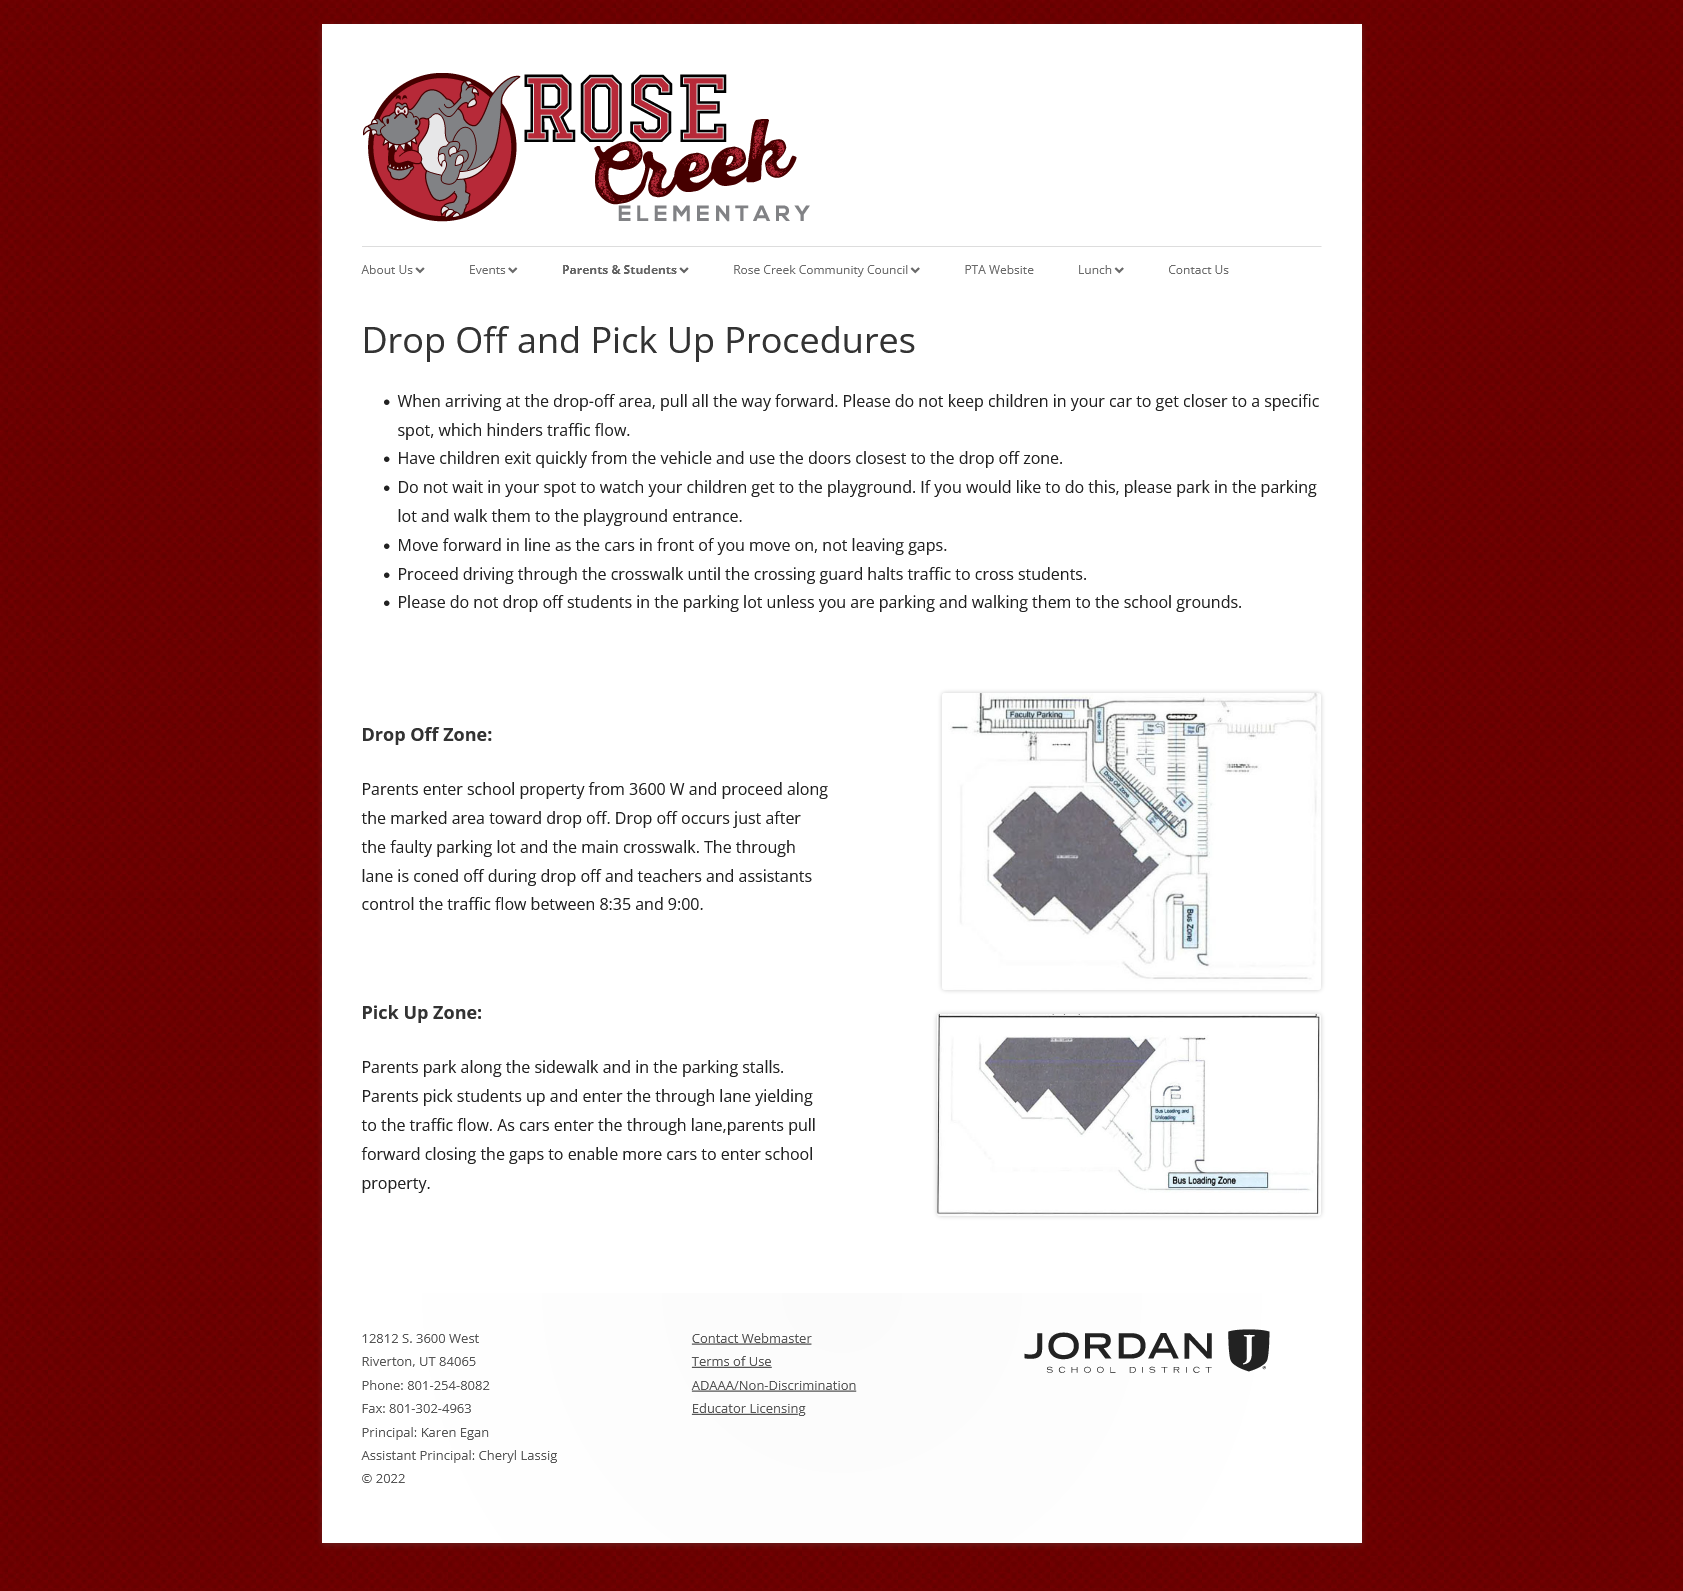 ROSE
Creek
ELEMENTARY
About Us
Events
Parents & Students
Rose Creek Community Council
PTA Website
Lunch
Contact Us
Drop Off and Pick Up Procedures
• When arriving at the drop-off area, pull all the way forward. Please do not keep children in your car to get closer to a specific
spot, which hinders traffic flow.
• Have children exit quickly from the vehicle and use the doors closest to the drop off zone.
• Do not wait in your spot to watch your children get to the playground. If you would like to do this, please park in the parking
lot and walk them to the playground entrance.
• Move forward in line as the cars in front of you move on, not leaving gaps.
• Proceed driving through the crosswalk until the crossing guard halts traffic to cross students.
• Please do not drop off students in the parking lot unless you are parking and walking them to the school grounds.
Drop Off Zone:
Parents enter school property from 3600 W and proceed along
the marked area toward drop off. Drop off occurs just after
the faulty parking lot and the main crosswalk. The through
lane is coned off during drop off and teachers and assistants
control the traffic flow between 8:35 and 9:00.
Faculty Parking
Drop Off Zone
Bus Zone
Pick Up Zone:
Parents park along the sidewalk and in the parking stalls.
Parents pick students up and enter the through lane yielding
to the traffic flow. As cars enter the through lane,parents pull
forward closing the gaps to enable more cars to enter school
property.
Bus Loading and
Unloading
Bus Loading Zone
12812 S. 3600 West
Riverton, UT 84065
Phone: 801-254-8082
Fax: 801-302-4963
Principal: Karen Egan
Assistant Principal: Cheryl Lassig
© 2022
Contact Webmaster
Terms of Use
ADAAA/Non-Discrimination
Educator Licensing
JORDAN J
SCHOOL DISTRICT